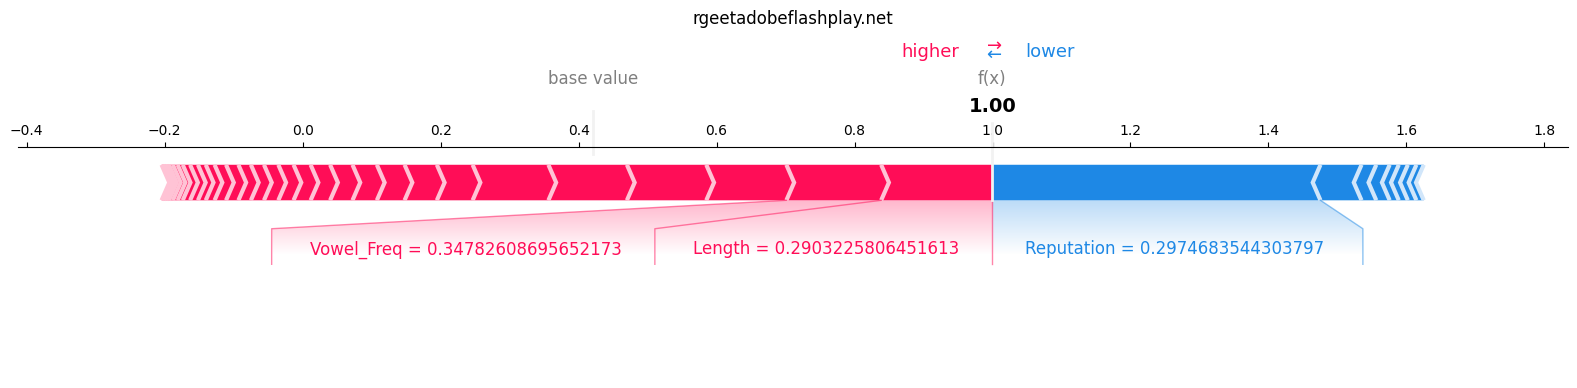 rgeetadobeflashplay.net
higher ⇄ lower
base value f(x)
1.00
−0.4 −0.2 0.0 0.2 0.4 0.6 0.8 1.0 1.2 1.4 1.6 1.8
Vowel_Freq = 0.34782608695652173 Length = 0.2903225806451613 Reputation = 0.2974683544303797